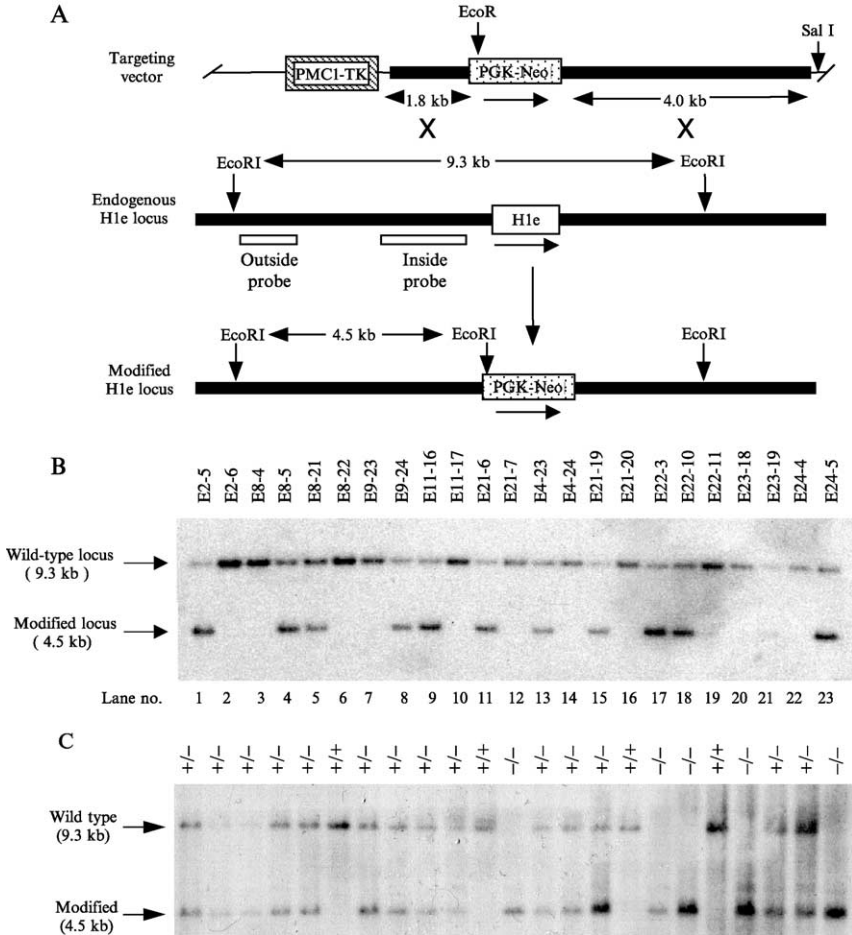 A
EcoR
Sal I
Targeting
vector
PMC1-TK
PGK-Neo
1.8 kb
4.0 kb
X
X
EcoRI
9.3 kb
EcoRI
Endogenous
H1e locus
H1e
Outside
probe
Inside
probe
EcoRI
4.5 kb
EcoRI
EcoRI
Modified
H1e locus
PGK-Neo
B
E2-5
E2-6
E8-4
E8-5
E8-21
E8-22
E9-23
E9-24
E11-16
E11-17
E21-6
E21-7
E4-23
E4-24
E21-19
E21-20
E22-3
E22-10
E22-11
E23-18
E23-19
E24-4
E24-5
Wild-type locus
( 9.3 kb )
Modified locus
( 4.5 kb)
Lane no. 1 2 3 4 5 6 7 8 9 10 11 12 13 14 15 16 17 18 19 20 21 22 23
C
+/− +/− +/− +/− +/− +/+ +/− +/− +/− +/− +/+ −/− +/− +/− +/− +/+ −/− −/− +/+ −/− +/− +/− −/−
Wild type
(9.3 kb)
Modified
(4.5 kb)